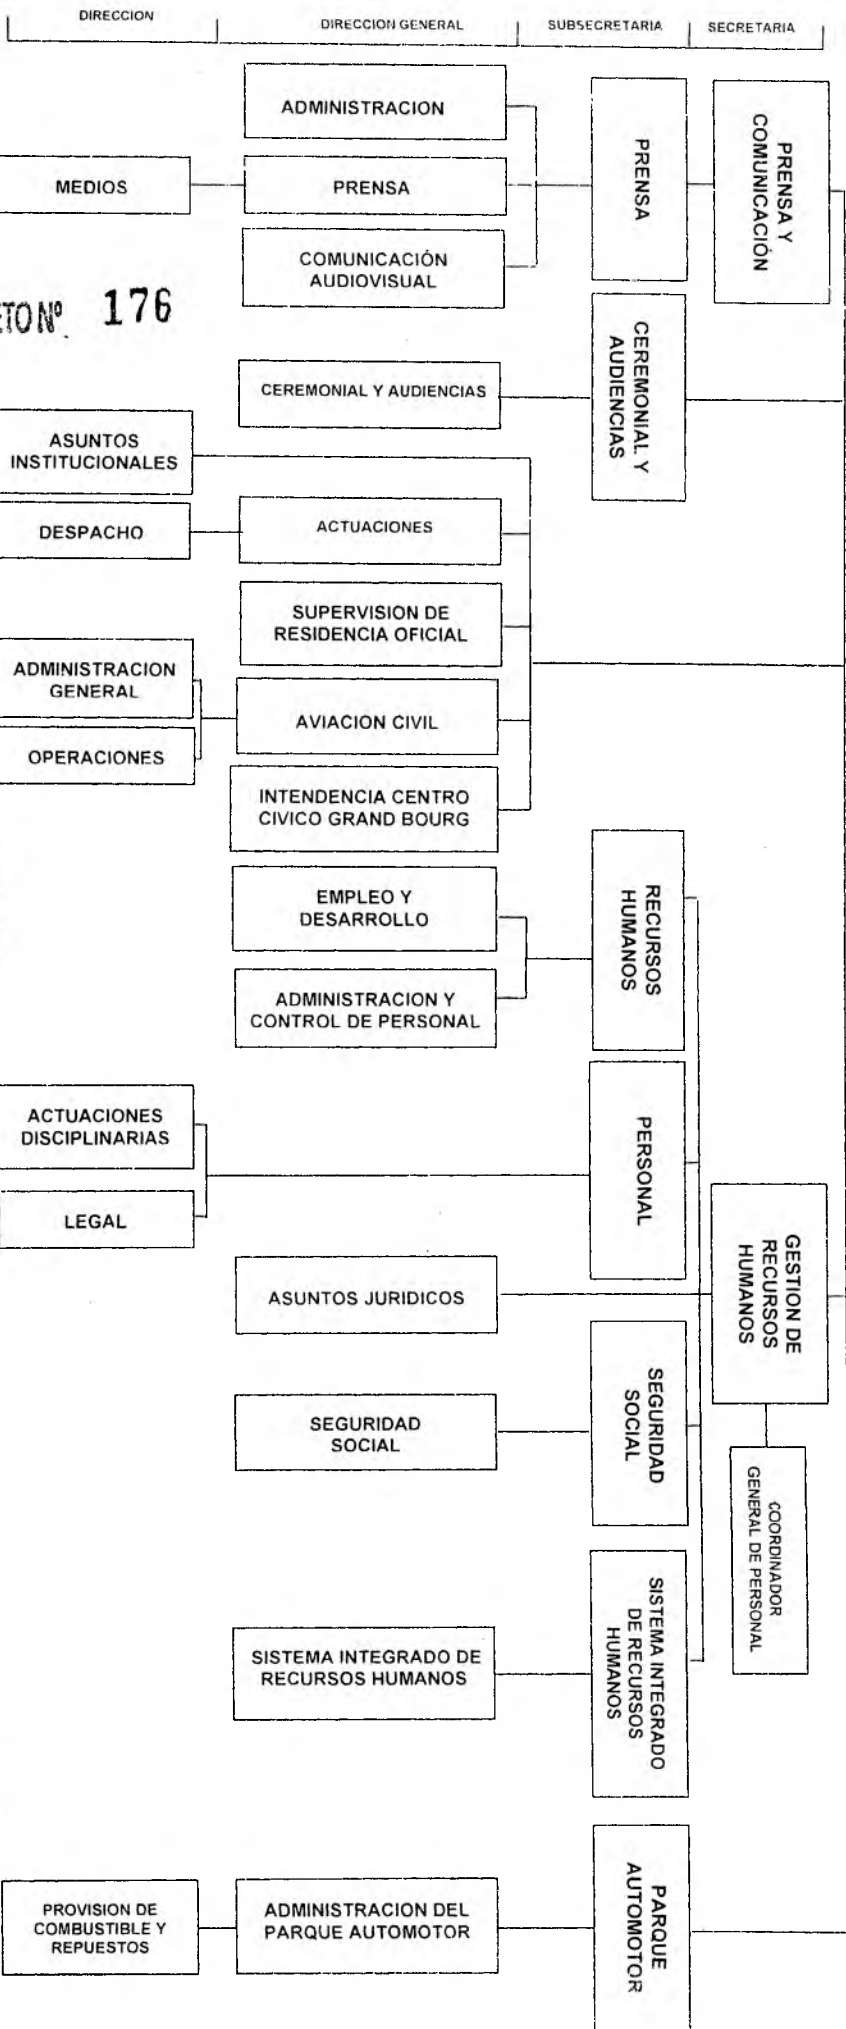 DIRECCION
DIRECCION GENERAL
SUBSECRETARIA
SECRETARIA
ADMINISTRACION
MEDIOS
PRENSA
COMUNICACIÓN
AUDIOVISUAL
PRENSA
PRENSA Y
COMUNICACIÓN
ETO Nº 176
CEREMONIAL Y AUDIENCIAS
CEREMONIAL Y
AUDIENCIAS
ASUNTOS
INSTITUCIONALES
DESPACHO
ACTUACIONES
SUPERVISION DE
RESIDENCIA OFICIAL
ADMINISTRACION
GENERAL
OPERACIONES
AVIACION CIVIL
INTENDENCIA CENTRO
CIVICO GRAND BOURG
EMPLEO Y
DESARROLLO
ADMINISTRACION Y
CONTROL DE PERSONAL
RECURSOS
HUMANOS
ACTUACIONES
DISCIPLINARIAS
LEGAL
PERSONAL
ASUNTOS JURIDICOS
GESTION DE
RECURSOS
HUMANOS
SEGURIDAD
SOCIAL
SEGURIDAD
SOCIAL
COORDINADOR
GENERAL DE PERSONAL
SISTEMA INTEGRADO DE
RECURSOS HUMANOS
SISTEMA INTEGRADO
DE RECURSOS
HUMANOS
PROVISION DE
COMBUSTIBLE Y
REPUESTOS
ADMINISTRACION DEL
PARQUE AUTOMOTOR
PARQUE
AUTOMOTOR